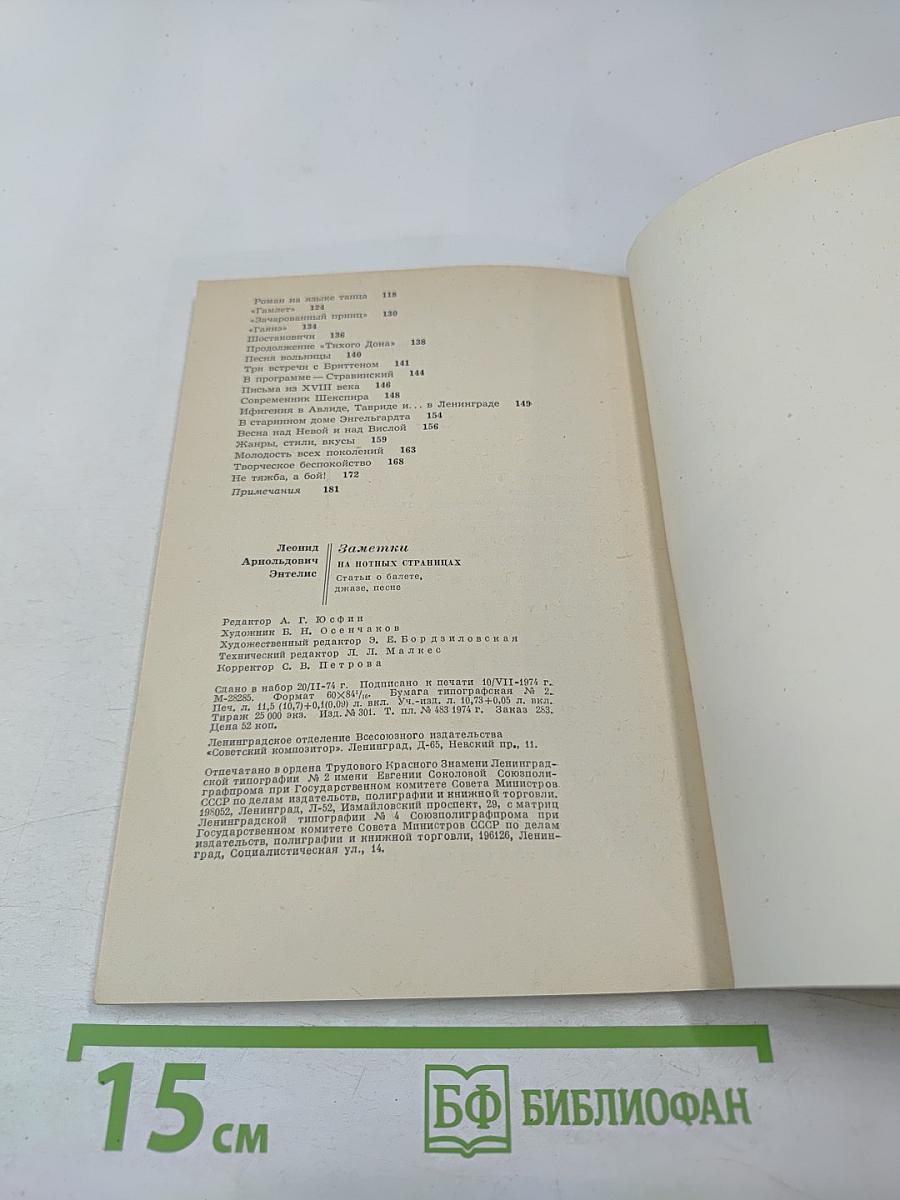 Роман на языке танца 118
«Гамлет» 124
«Зачарованный принц» 130
«Гаянэ» 134
Шостаковичи 136
Продолжение «Тихого Дона» 138
Песня вольницы 140
Три встречи с Бриттеном 141
В программе — Стравинский 144
Письма из XVIII века 146
Современник Шекспира 148
Ифигения в Авлиде, Тавриде и... в Ленинграде 149
В старинном доме Энгельгардта 154
Весна над Невой и над Вислой 156
Жанры, стили, вкусы 159
Молодость всех поколений 163
Творческое беспокойство 168
Не тяжба, а бой! 172
Примечания 181
Леонид
Арнольдович
Энтелис
Заметки
НА НОТНЫХ СТРАНИЦАХ
Статьи о балете,
джазе, песне
Редактор А. Г. Юсфин
Художник Б. Н. Осенчаков
Художественный редактор Э. Е. Бордзиловская
Технический редактор Л. Л. Малкес
Корректор С. В. Петрова
Сдано в набор 20/II-74 г. Подписано к печати 10/VII-1974 г.
М-28285. Формат 60×84¹/₁₆. Бумага типографская № 2.
Печ. л. 11,5 (10,7)+0,1(0,09) л. вкл. Уч.-изд. л. 10,73+0,05 л. вкл.
Тираж 25 000 экз. Изд. № 301. Т. пл. № 483 1974 г. Заказ 283.
Цена 52 коп.
Ленинградское отделение Всесоюзного издательства
«Советский композитор». Ленинград, Д-65, Невский пр., 11.
Отпечатано в ордена Трудового Красного Знамени Ленинград-
ской типографии № 2 имени Евгении Соколовой Союзполи-
графпрома при Государственном комитете Совета Министров
СССР по делам издательств, полиграфии и книжной торговли.
198052, Ленинград, Л-52, Измайловский проспект, 29, с матриц
Ленинградской типографии № 4 Союзполиграфпрома при
Государственном комитете Совета Министров СССР по делам
издательств, полиграфии и книжной торговли, 196126, Ленин-
град, Социалистическая ул., 14.
15 см
БФ БИБЛИОФАН